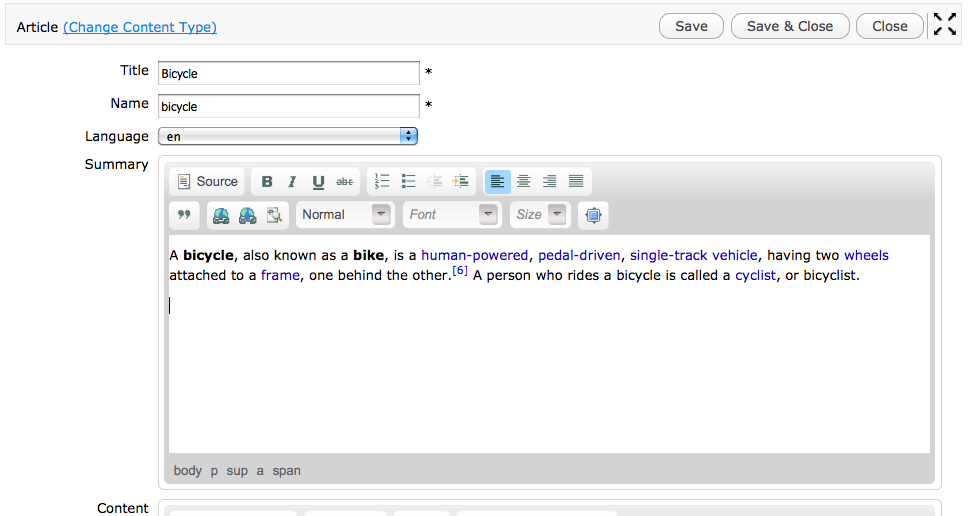 Article (Change Content Type) Save Save & Close Close
Title Bicycle *
Name bicycle *
Language en
Summary
Source B I U abc
Normal Font Size
A bicycle, also known as a bike, is a human-powered, pedal-driven, single-track vehicle, having two wheels
attached to a frame, one behind the other.[6] A person who rides a bicycle is called a cyclist, or bicyclist.
body p sup a span
Content